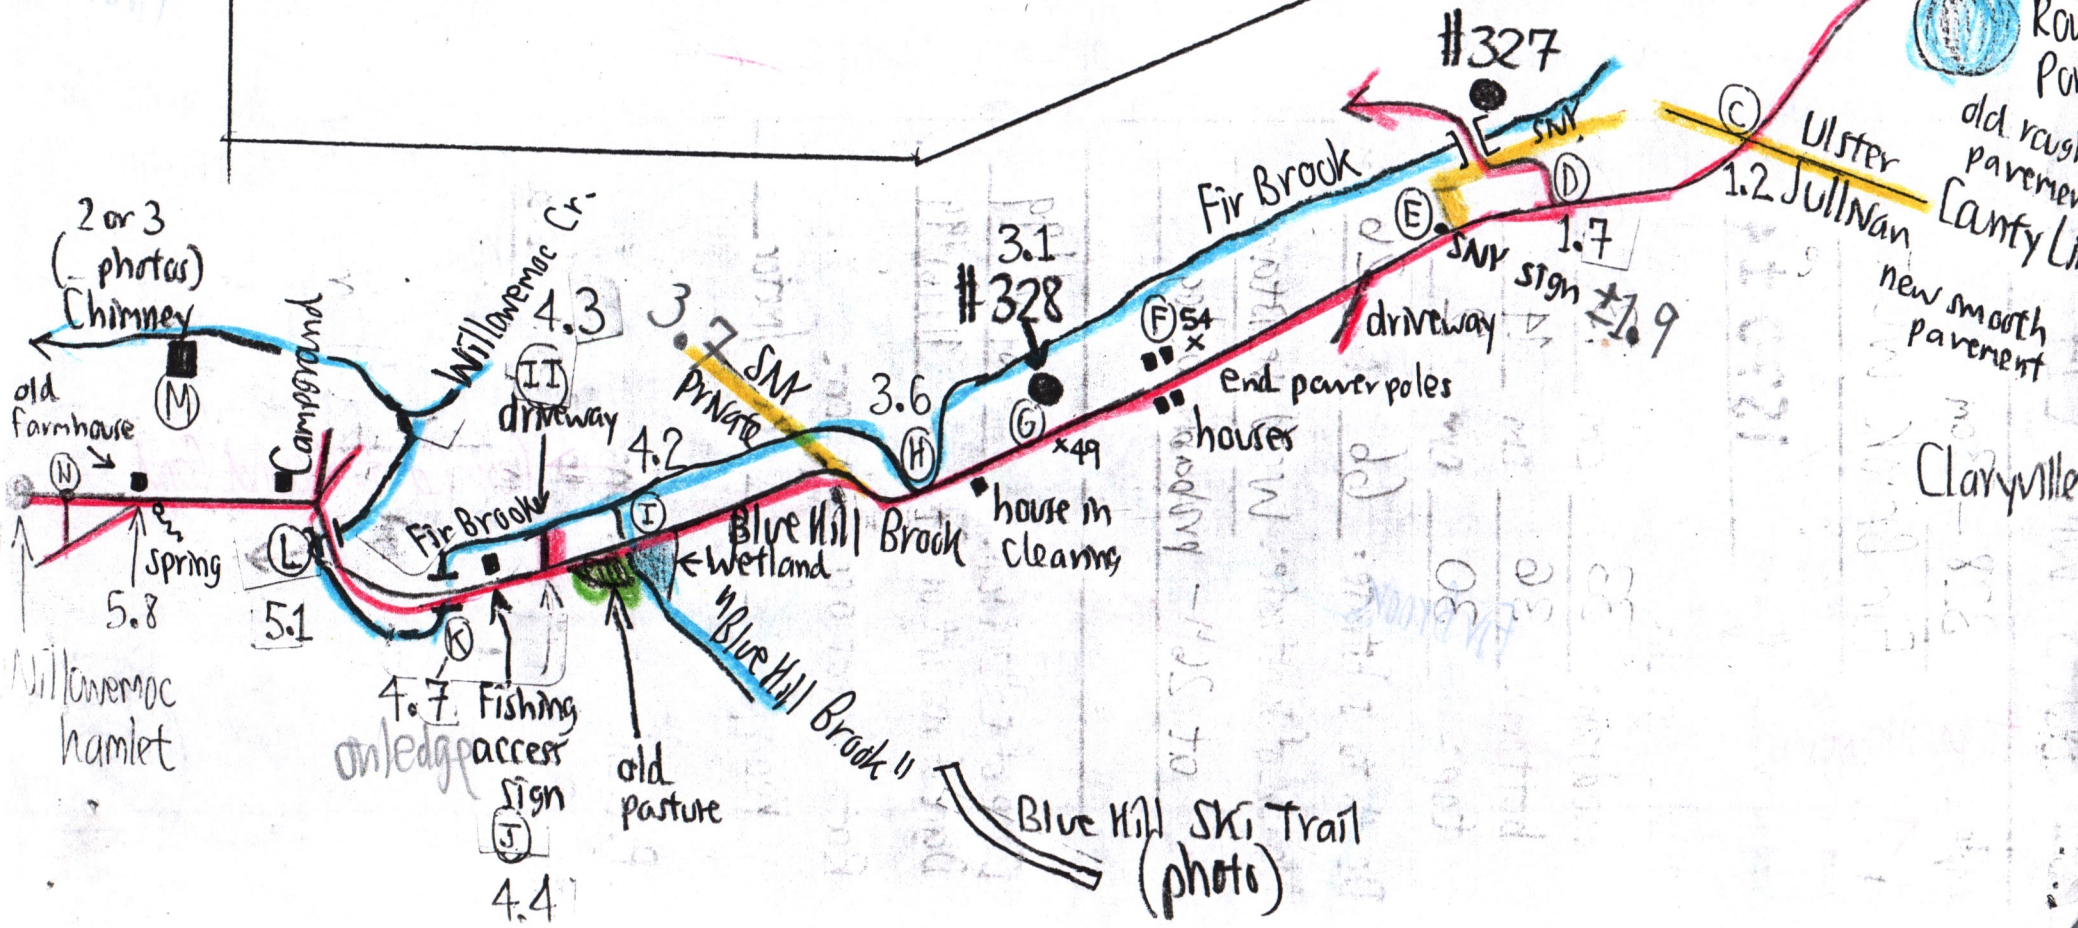 #327
C
Ulster
1.2 Sullivan
County Li
old rough
new smooth
pavement
Claryville
SNY.
D
1.7
E
SNY sign
±1.9
Fir Brook
driveway
F
54
x
end power poles
houses
3.1
#328
G
x49
house in
clearing
3.6
H
3.7
SNY
Private
Blue Hill Brook
4.2
I
← Wetland
"Blue Hill Brook"
Blue Hill Ski Trail
(photo)
4.3
II
driveway
Fir Brook
Willowemoc Cr.
2 or 3
( photos)
Chimney
M
Campground
old
farmhouse
N
spring
5.8
Willowemoc
hamlet
L
5.1
K
4.7
on ledge
Fishing
access
sign
J
4.4
old
pasture